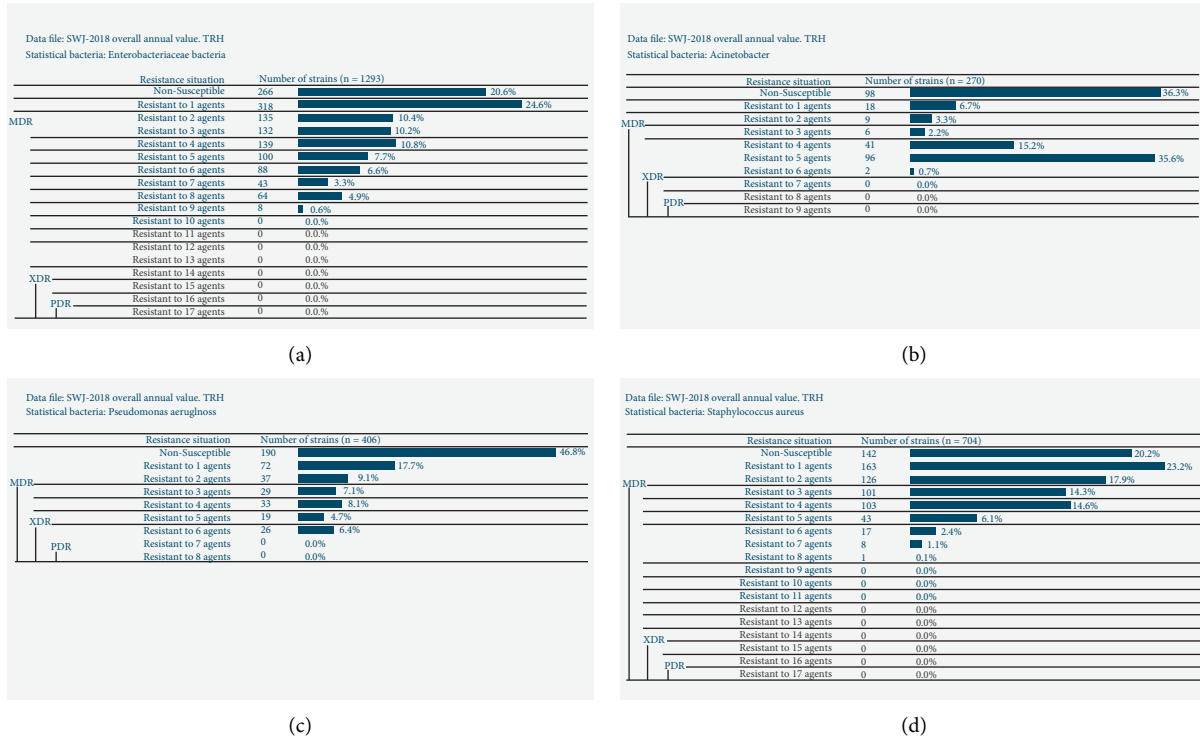 Data file: SWJ-2018 overall annual value. TRH
Statistical bacteria: Enterobacteriaceae bacteria
Resistance situation Number of strains (n = 1293)
Non-Susceptible 266 20.6%
Resistant to 1 agents 318 24.6%
MDR
Resistant to 2 agents 135 10.4%
Resistant to 3 agents 132 10.2%
Resistant to 4 agents 139 10.8%
Resistant to 5 agents 100 7.7%
Resistant to 6 agents 88 6.6%
Resistant to 7 agents 43 3.3%
Resistant to 8 agents 64 4.9%
Resistant to 9 agents 8 0.6%
Resistant to 10 agents 0 0.0.%
Resistant to 11 agents 0 0.0.%
Resistant to 12 agents 0 0.0.%
Resistant to 13 agents 0 0.0.%
XDR
Resistant to 14 agents 0 0.0.%
Resistant to 15 agents 0 0.0.%
PDR
Resistant to 16 agents 0 0.0.%
Resistant to 17 agents 0 0.0.%
(a)
Data file: SWJ-2018 overall annual value. TRH
Statistical bacteria: Acinetobacter
Resistance situation Number of strains (n = 270)
Non-Susceptible 98 36.3%
Resistant to 1 agents 18 6.7%
MDR
Resistant to 2 agents 9 3.3%
Resistant to 3 agents 6 2.2%
Resistant to 4 agents 41 15.2%
Resistant to 5 agents 96 35.6%
Resistant to 6 agents 2 0.7%
XDR
Resistant to 7 agents 0 0.0%
Resistant to 8 agents 0 0.0%
PDR
Resistant to 9 agents 0 0.0%
(b)
Data file: SWJ-2018 overall annual value. TRH
Statistical bacteria: Pseudomonas aeruglnoss
Resistance situation Number of strains (n = 406)
Non-Susceptible 190 46.8%
Resistant to 1 agents 72 17.7%
Resistant to 2 agents 37 9.1%
MDR
Resistant to 3 agents 29 7.1%
Resistant to 4 agents 33 8.1%
Resistant to 5 agents 19 4.7%
XDR
Resistant to 6 agents 26 6.4%
Resistant to 7 agents 0 0.0%
PDR
Resistant to 8 agents 0 0.0%
(c)
Data file: SWJ-2018 overall annual value. TRH
Statistical bacteria: Staphylococcus aureus
Resistance situation Number of strains (n = 704)
Non-Susceptible 142 20.2%
Resistant to 1 agents 163 23.2%
Resistant to 2 agents 126 17.9%
MDR
Resistant to 3 agents 101 14.3%
Resistant to 4 agents 103 14.6%
Resistant to 5 agents 43 6.1%
Resistant to 6 agents 17 2.4%
Resistant to 7 agents 8 1.1%
Resistant to 8 agents 1 0.1%
Resistant to 9 agents 0 0.0%
Resistant to 10 agents 0 0.0%
Resistant to 11 agents 0 0.0%
Resistant to 12 agents 0 0.0%
Resistant to 13 agents 0 0.0%
Resistant to 14 agents 0 0.0%
XDR
Resistant to 15 agents 0 0.0%
Resistant to 16 agents 0 0.0%
PDR
Resistant to 17 agents 0 0.0%
(d)